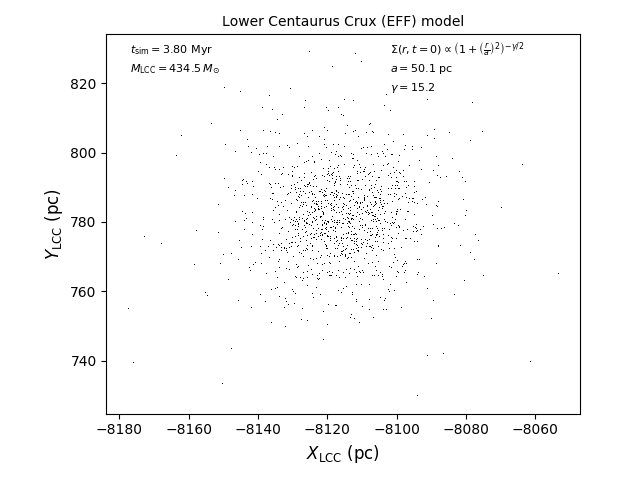 Lower Centaurus Crux (EFF) model
t_sim = 3.80 Myr
M_LCC = 434.5 M_⊙
Σ(r, t = 0) ∝ (1 + (r/a)²)^{−γ/2}
a = 50.1 pc
γ = 15.2
820
800
780
760
740
Y_LCC (pc)
−8180 −8160 −8140 −8120 −8100 −8080 −8060
X_LCC (pc)